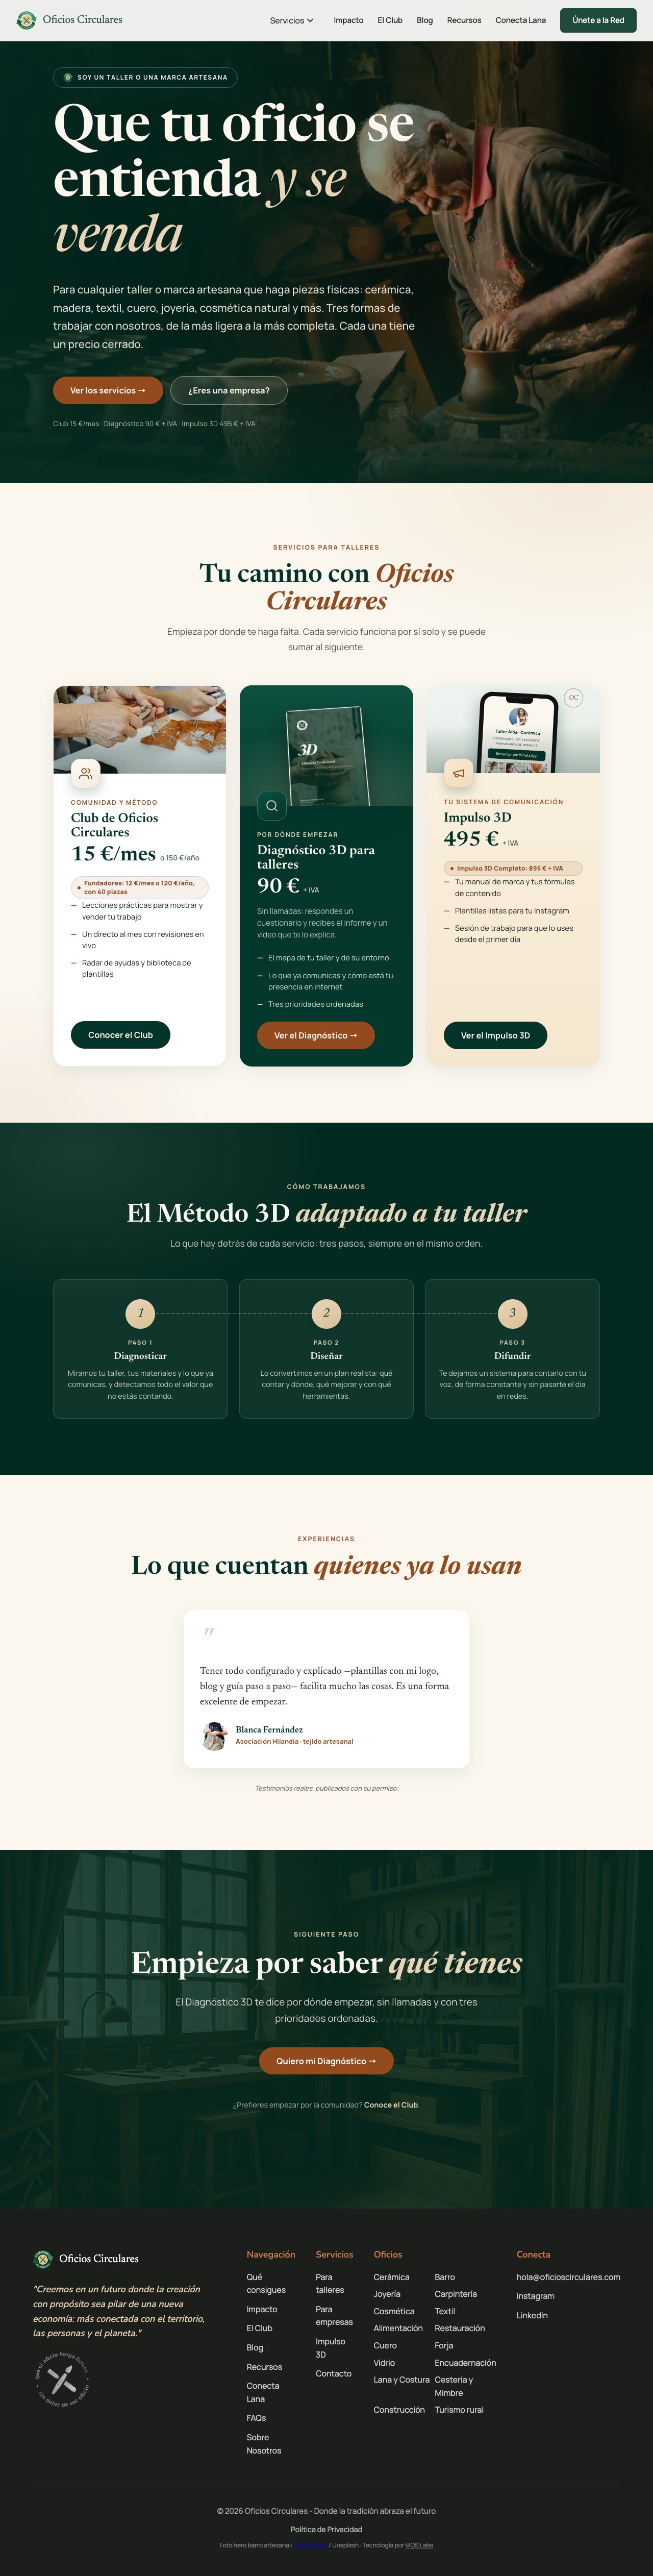 Oficios Circulares
Servicios
Impacto
El Club
Blog
Recursos
Conecta Lana
Únete a la Red
SOY UN TALLER O UNA MARCA ARTESANA
Que tu oficio se
entienda y se
venda
Para cualquier taller o marca artesana que haga piezas físicas: cerámica,
madera, textil, cuero, joyería, cosmética natural y más. Tres formas de
trabajar con nosotros, de la más ligera a la más completa. Cada una tiene
un precio cerrado.
Ver los servicios →
¿Eres una empresa?
Club 15 €/mes · Diagnóstico 90 € + IVA · Impulso 3D 495 € + IVA
SERVICIOS PARA TALLERES
Tu camino con Oficios
Circulares
Empieza por donde te haga falta. Cada servicio funciona por sí solo y se puede
sumar al siguiente.
COMUNIDAD Y MÉTODO
Club de Oficios
Circulares
15 €/mes o 150 €/año
Fundadores: 12 €/mes o 120 €/año,
con 40 plazas
— Lecciones prácticas para mostrar y
vender tu trabajo
— Un directo al mes con revisiones en
vivo
— Radar de ayudas y biblioteca de
plantillas
Conocer el Club
3D
POR DÓNDE EMPEZAR
Diagnóstico 3D para
talleres
90 € + IVA
Sin llamadas: respondes un
cuestionario y recibes el informe y un
vídeo que te lo explica.
— El mapa de tu taller y de su entorno
— Lo que ya comunicas y cómo está tu
presencia en internet
— Tres prioridades ordenadas
Ver el Diagnóstico →
OC
Taller Alba · Cerámica
TU SISTEMA DE COMUNICACIÓN
Impulso 3D
495 € + IVA
Impulso 3D Completo: 895 € + IVA
— Tu manual de marca y tus fórmulas
de contenido
— Plantillas listas para tu Instagram
— Sesión de trabajo para que lo uses
desde el primer día
Ver el Impulso 3D
CÓMO TRABAJAMOS
El Método 3D adaptado a tu taller
Lo que hay detrás de cada servicio: tres pasos, siempre en el mismo orden.
1
PASO 1
Diagnosticar
Miramos tu taller, tus materiales y lo que ya
comunicas, y detectamos todo el valor que
no estás contando.
2
PASO 2
Diseñar
Lo convertimos en un plan realista: qué
contar y dónde, qué mejorar y con qué
herramientas.
3
PASO 3
Difundir
Te dejamos un sistema para contarlo con tu
voz, de forma constante y sin pasarte el día
en redes.
EXPERIENCIAS
Lo que cuentan quienes ya lo usan
"
Tener todo configurado y explicado —plantillas con mi logo,
blog y guía paso a paso— facilita mucho las cosas. Es una forma
excelente de empezar.
Blanca Fernández
Asociación Hilandia · tejido artesanal
Testimonios reales, publicados con su permiso.
SIGUIENTE PASO
Empieza por saber qué tienes
El Diagnóstico 3D te dice por dónde empezar, sin llamadas y con tres
prioridades ordenadas.
Quiero mi Diagnóstico →
¿Prefieres empezar por la comunidad? Conoce el Club.
Oficios Circulares
"Creemos en un futuro donde la creación
con propósito sea pilar de una nueva
economía: más conectada con el territorio,
las personas y el planeta."
Navegación
Qué
consigues
Impacto
El Club
Blog
Recursos
Conecta
Lana
FAQs
Sobre
Nosotros
Servicios
Para
talleres
Para
empresas
Impulso
3D
Contacto
Oficios
Cerámica
Barro
Joyería
Carpintería
Cosmética
Textil
Alimentación
Restauración
Cuero
Forja
Vidrio
Encuadernación
Lana y Costura
Cestería y
Mimbre
Construcción
Turismo rural
Conecta
hola@oficioscirculares.com
Instagram
LinkedIn
© 2026 Oficios Circulares - Donde la tradición abraza el futuro
Política de Privacidad
Foto hero barro artesanal: / Unsplash · Tecnología por MOS Labs